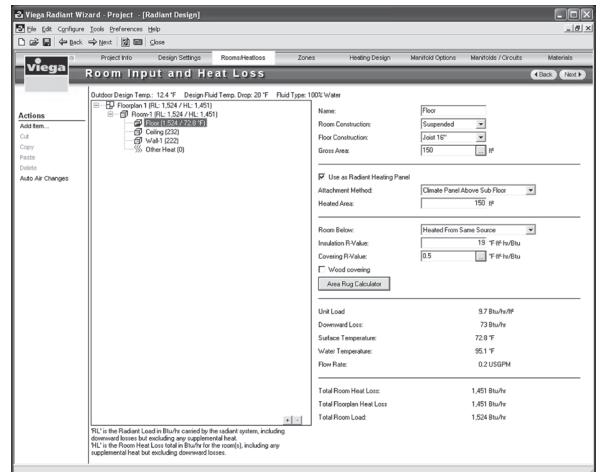 Viega Radiant Wizard - Project - [Radiant Design]
File Edit Configure Tools Preferences Help
Back Next Close
Project Info Design Settings Rooms/Heatloss Zones Heating Design Manifold Options Manifolds / Circuits Materials
viega
Room Input and Heat Loss
Back Next
Outdoor Design Temp.: 12.4 °F Design Fluid Temp. Drop: 20 °F Fluid Type: 100% Water
Actions
Add Item...
Cut
Copy
Paste
Delete
Auto Air Changes
Floorplan 1 (RL: 1,524 / HL: 1,451)
Room-1 (RL: 1,524 / HL: 1,451)
Floor (1,524 / 72.8 °F)
Ceiling (232)
Wall-1 (222)
Other Heat (0)
Name: Floor
Room Construction: Suspended
Floor Construction: Joist 16"
Gross Area: 150 ... ft²
Use as Radiant Heating Panel
Attachment Method: Climate Panel Above Sub Floor
Heated Area: 150 ft²
Room Below: Heated From Same Source
Insulation R-Value: 19 °F·ft²·hr/Btu
Covering R-Value: 0.5 ... °F·ft²·hr/Btu
Wood covering
Area Rug Calculator
Unit Load 9.7 Btu/hr/ft²
Downward Loss: 73 Btu/hr
Surface Temperature: 72.8 °F
Water Temperature: 95.1 °F
Flow Rate: 0.2 USGPM
Total Room Heat Loss: 1,451 Btu/hr
Total Floorplan Heat Loss 1,451 Btu/hr
Total Room Load: 1,524 Btu/hr
+ -
'RL' is the Radiant Load in Btu/hr carried by the radiant system, including
downward losses but excluding any supplemental heat.
'HL' is the Room Heat Loss total in Btu/hr for the room(s), including any
supplemental heat but excluding downward losses.